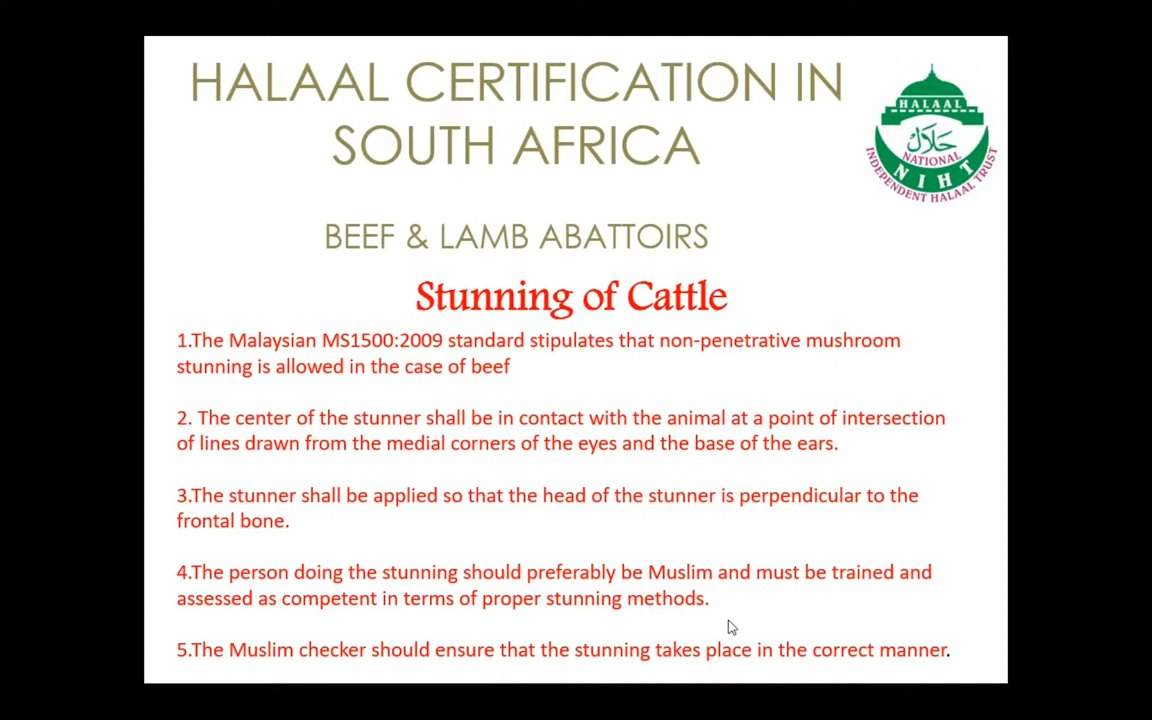 HALAAL CERTIFICATION IN
SOUTH AFRICA
HALAAL
حلال
NATIONAL
NIHT
INDEPENDENT HALAAL TRUST
BEEF & LAMB ABATTOIRS
Stunning of Cattle
1.The Malaysian MS1500:2009 standard stipulates that non-penetrative mushroom
stunning is allowed in the case of beef
2. The center of the stunner shall be in contact with the animal at a point of intersection
of lines drawn from the medial corners of the eyes and the base of the ears.
3.The stunner shall be applied so that the head of the stunner is perpendicular to the
frontal bone.
4.The person doing the stunning should preferably be Muslim and must be trained and
assessed as competent in terms of proper stunning methods.
5.The Muslim checker should ensure that the stunning takes place in the correct manner.